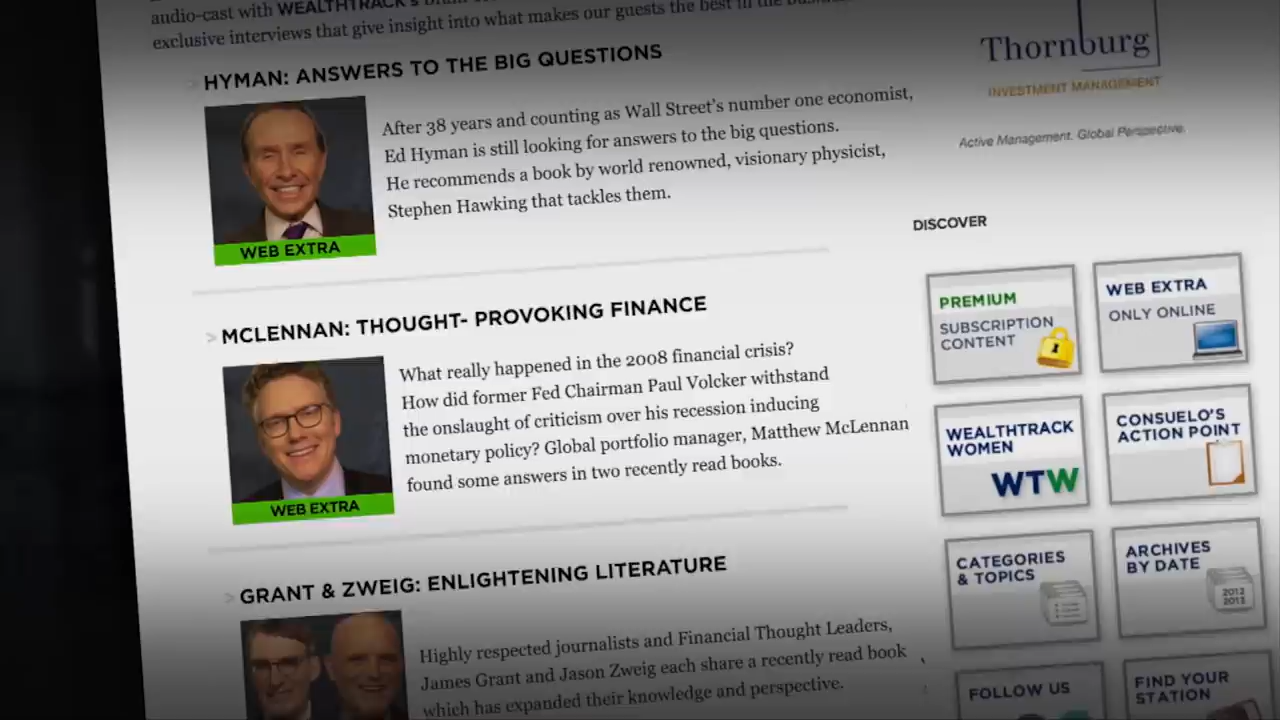 audio-cast with WEALTHTRACK's
exclusive interviews that give insight into what makes our guests the best in the
HYMAN: ANSWERS TO THE BIG QUESTIONS
After 38 years and counting as Wall Street's number one economist,
Ed Hyman is still looking for answers to the big questions.
He recommends a book by world renowned, visionary physicist,
Stephen Hawking that tackles them.
WEB EXTRA
> MCLENNAN: THOUGHT- PROVOKING FINANCE
What really happened in the 2008 financial crisis?
How did former Fed Chairman Paul Volcker withstand
the onslaught of criticism over his recession inducing
monetary policy? Global portfolio manager, Matthew McLennan
found some answers in two recently read books.
WEB EXTRA
> GRANT & ZWEIG: ENLIGHTENING LITERATURE
Highly respected journalists and Financial Thought Leaders,
James Grant and Jason Zweig each share a recently read book
which has expanded their knowledge and perspective.
Thornburg
INVESTMENT MANAGEMENT
Active Management. Global Perspective.
DISCOVER
PREMIUM
SUBSCRIPTION
CONTENT
WEB EXTRA
ONLY ONLINE
WEALTHTRACK
WOMEN
WTW
CONSUELO'S
ACTION POINT
CATEGORIES
& TOPICS
ARCHIVES
BY DATE
2012
2013
FOLLOW US
FIND YOUR
STATION